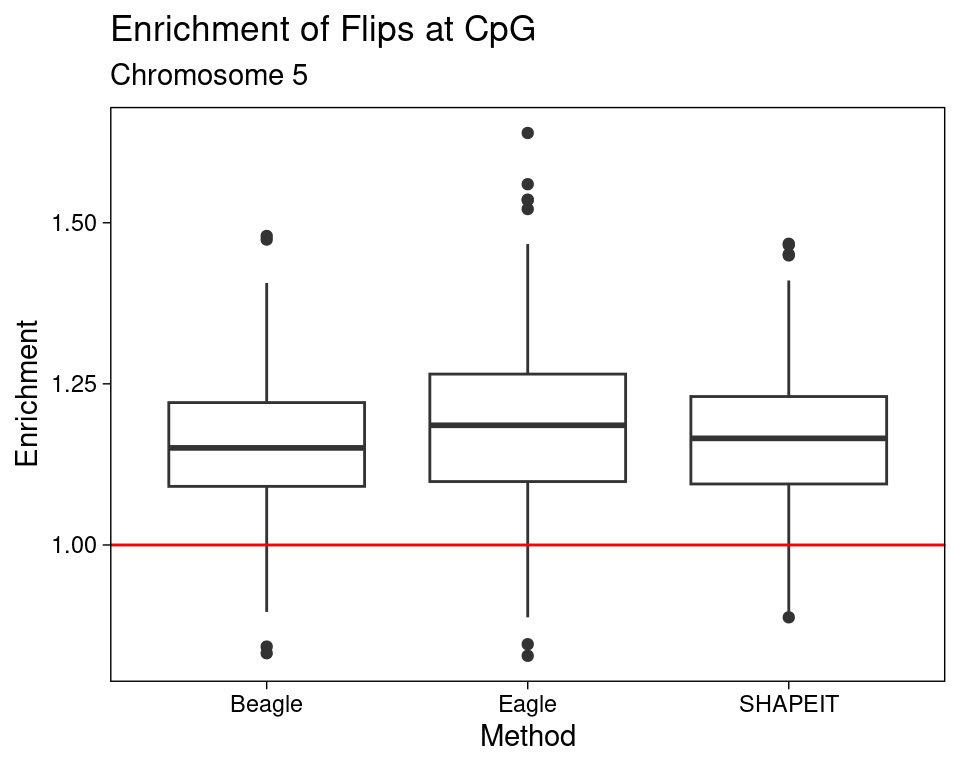 Enrichment of Flips at CpG
Chromosome 5
Enrichment
1.50
1.25
1.00
Beagle
Eagle
SHAPEIT
Method